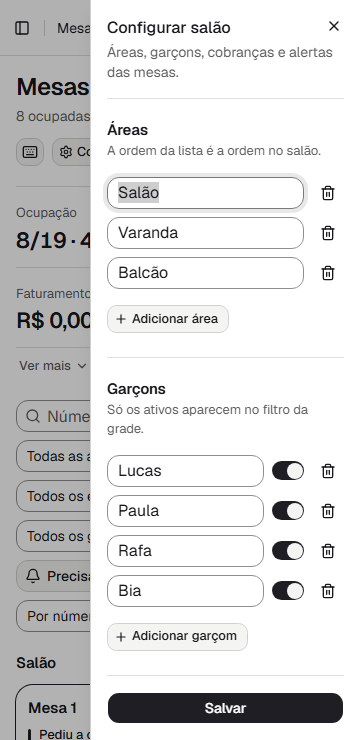 Configurar salão
Áreas, garçons, cobranças e alertas
das mesas.
Áreas
A ordem da lista é a ordem no salão.
Salão
Varanda
Balcão
+ Adicionar área
Garçons
Só os ativos aparecem no filtro da
grade.
Lucas
Paula
Rafa
Bia
+ Adicionar garçom
Salvar
Mesa
Mesas
8 ocupadas
Co
Ocupação
8/19 · 4
Faturamento
R$ 0,00
Ver mais
Núme
Todas as a
Todos os e
Todos os g
Precisa
Por núme
Salão
Mesa 1
Pediu a c